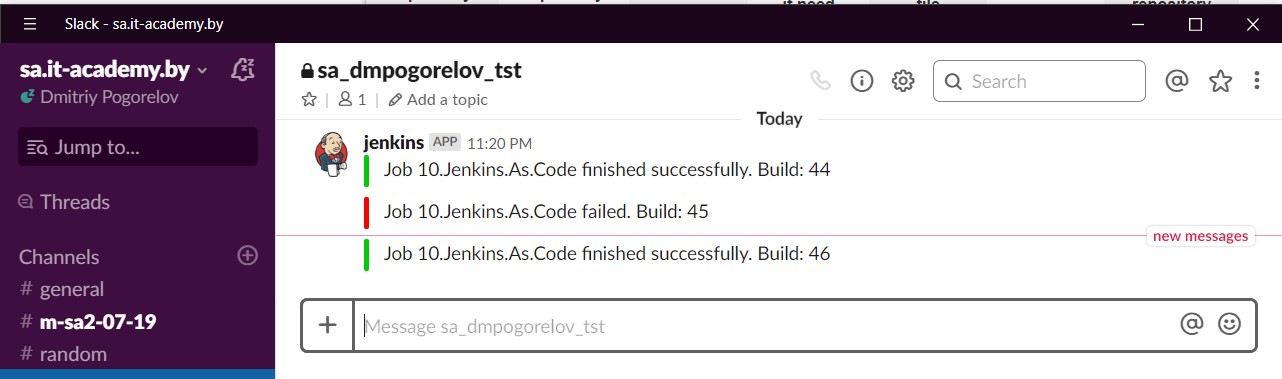 Slack - sa.it-academy.by
sa.it-academy.by
Dmitriy Pogorelov
Jump to...
Threads
Channels
# general
# m-sa2-07-19
# random
sa_dmpogorelov_tst
1 | Add a topic
Search
Today
jenkins APP 11:20 PM
Job 10.Jenkins.As.Code finished successfully. Build: 44
Job 10.Jenkins.As.Code failed. Build: 45
new messages
Job 10.Jenkins.As.Code finished successfully. Build: 46
Message sa_dmpogorelov_tst